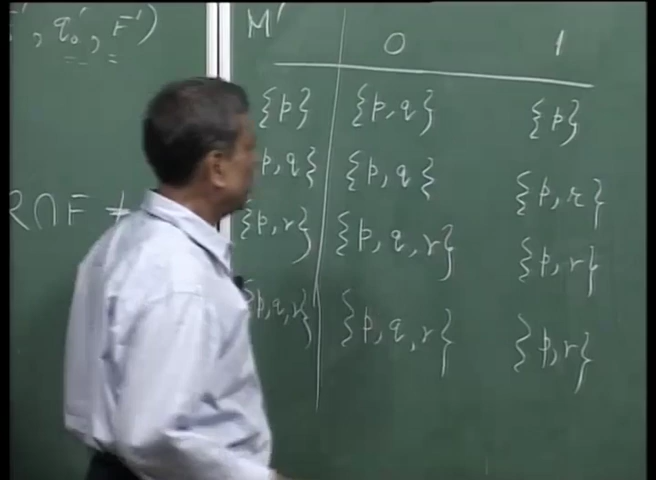 ', q₀', F')
M' 0 1
{p} {p,q} {p}
p,q} {p,q} {p,r}
R∩F ≠
{p,r} {p,q,r} {p,r}
{p,q,r} {p,q,r} {p,r}